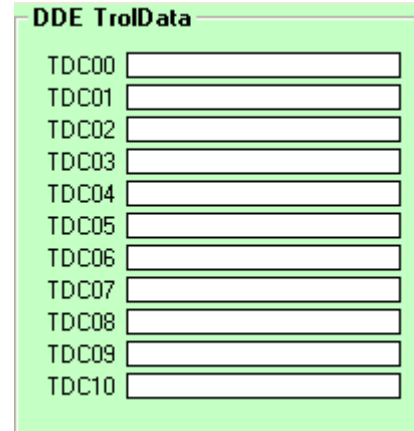 DDE TrolData
TDC00
TDC01
TDC02
TDC03
TDC04
TDC05
TDC06
TDC07
TDC08
TDC09
TDC10